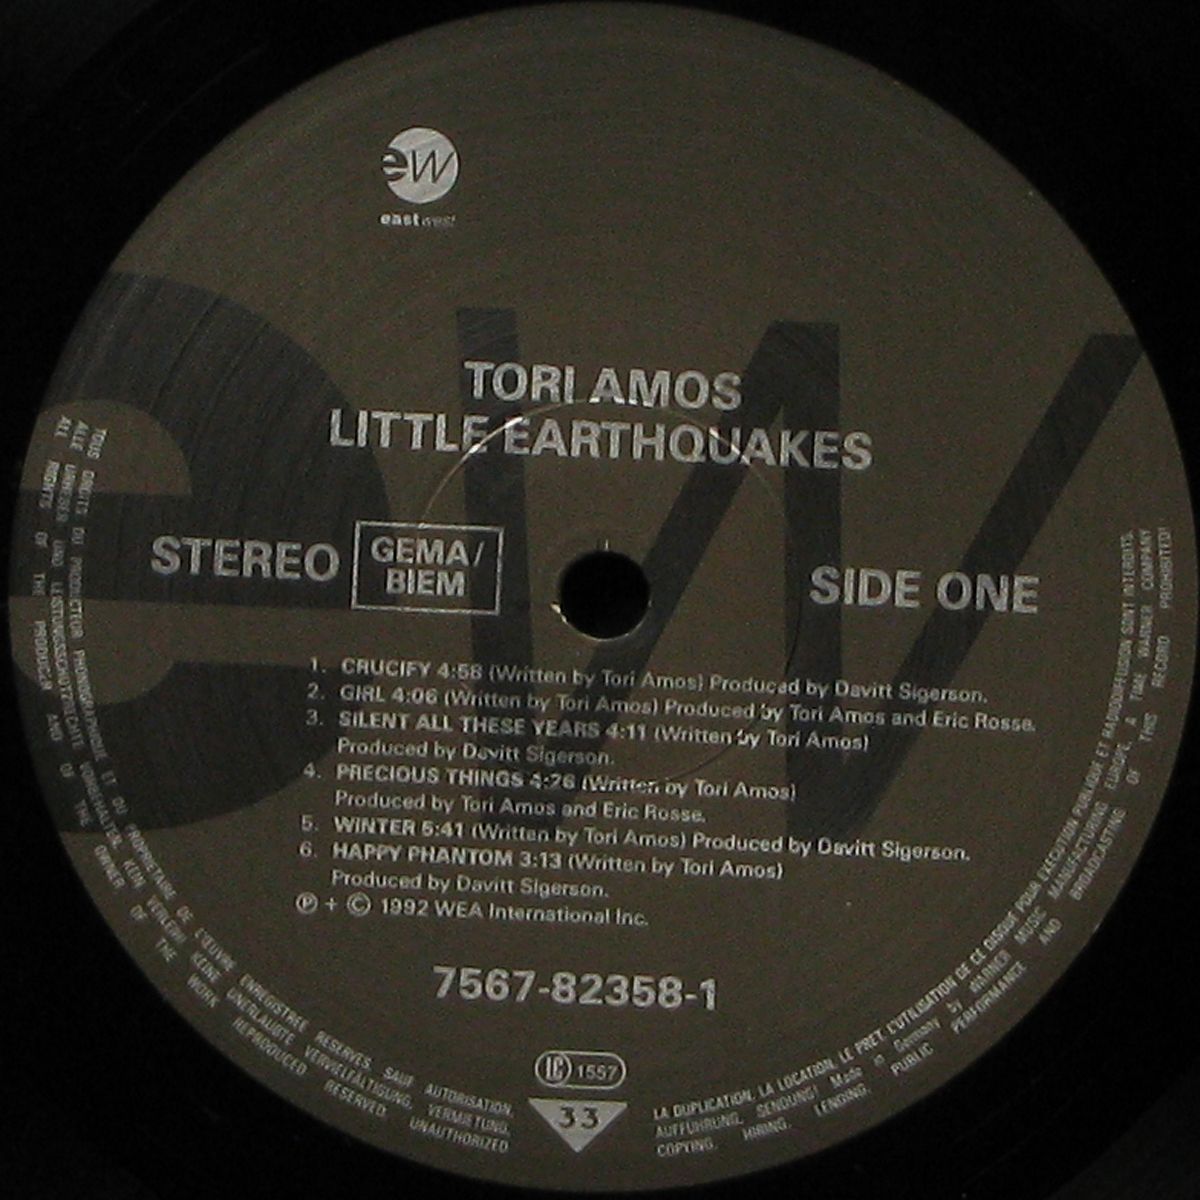 ew
eastwest
ew
TORI AMOS
LITTLE EARTHQUAKES
STEREO
GEMA/
BIEM
SIDE ONE
1. CRUCIFY 4:58 (Written by Tori Amos) Produced by Davitt Sigerson.
2. GIRL 4:06 (Written by Tori Amos) Produced by Tori Amos and Eric Rosse.
3. SILENT ALL THESE YEARS 4:11 (Written by Tori Amos)
Produced by Davitt Sigerson.
4. PRECIOUS THINGS 4:26 (Written by Tori Amos)
Produced by Tori Amos and Eric Rosse.
5. WINTER 5:41 (Written by Tori Amos) Produced by Davitt Sigerson.
6. HAPPY PHANTOM 3:13 (Written by Tori Amos)
Produced by Davitt Sigerson.
℗ + © 1992 WEA International Inc.
7567-82358-1
LC 1557
33
TOUS DROITS DU PRODUCTEUR PHONOGRAPHIQUE ET DU PROPRIETAIRE DE L'ŒUVRE ENREGISTREE RESERVES. SAUF AUTORISATION, LA DUPLICATION, LA LOCATION, LE PRET, L'UTILISATION DE CE DISQUE POUR EXECUTION PUBLIQUE ET RADIODIFFUSION SONT INTERDITS.
ALLE URHEBER UND LEISTUNGSSCHUTZRECHTE VORBEHALTEN. KEIN VERLEIH! KEINE UNERLAUBTE VERVIELFÄLTIGUNG, VERMIETUNG, AUFFÜHRUNG, SENDUNG! Made in Germany by WARNER MUSIC MANUFACTURING EUROPE. A TIME WARNER COMPANY
ALL RIGHTS OF THE PRODUCER AND OF THE OWNER OF THE WORK REPRODUCED RESERVED. UNAUTHORIZED COPYING, HIRING, LENDING, PUBLIC PERFORMANCE AND BROADCASTING OF THIS RECORD PROHIBITED!